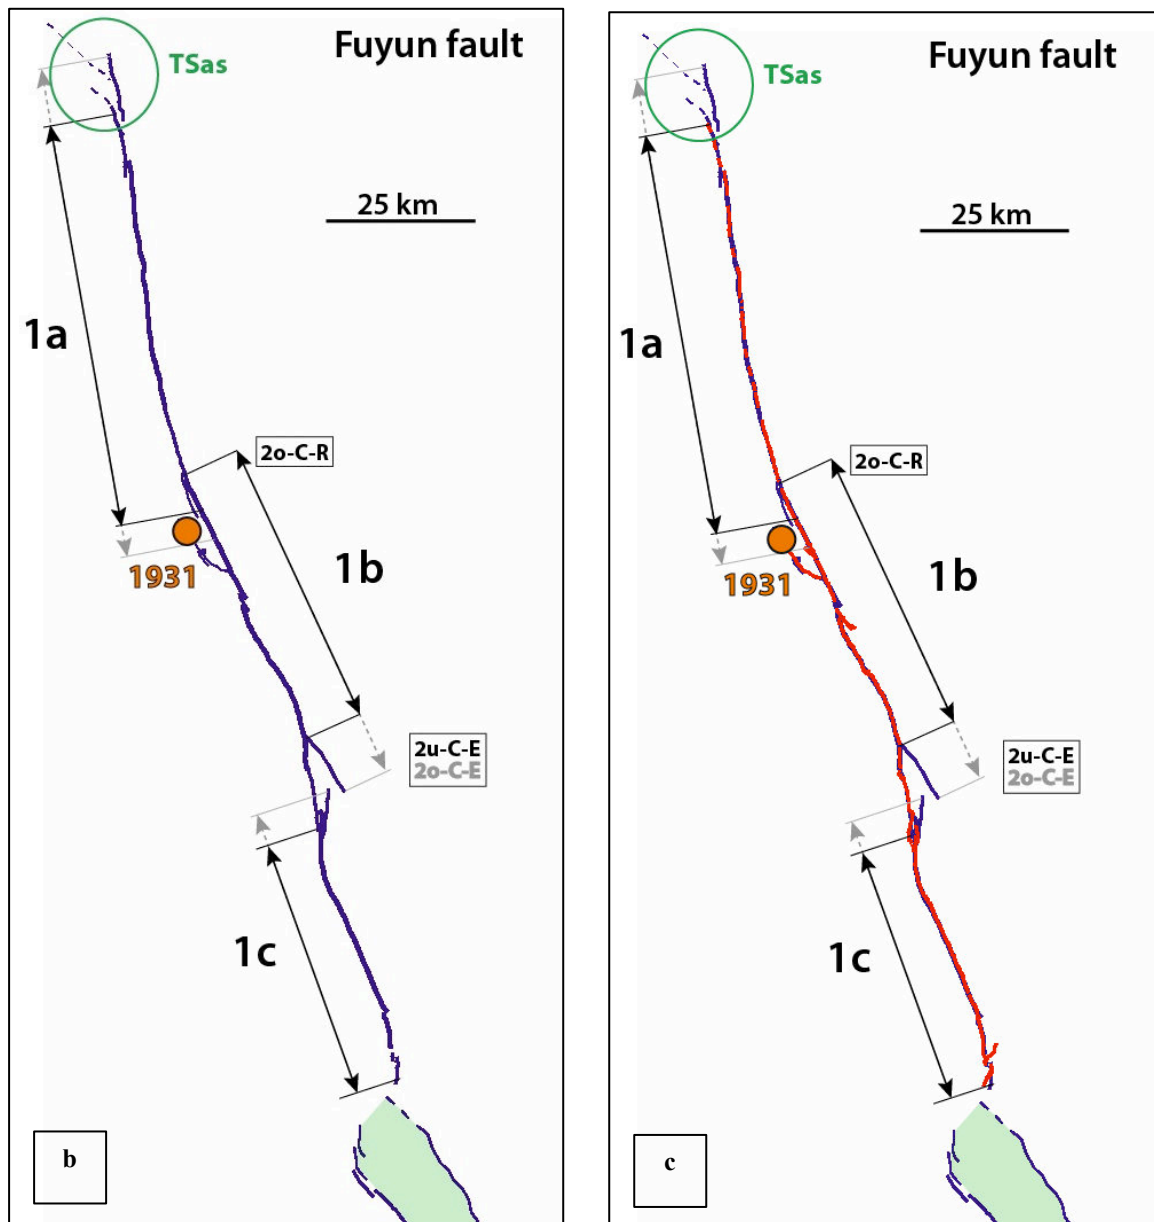 Fuyun fault
TSas
25 km
1a
2o-C-R
1931
1b
2u-C-E
2o-C-E
1c
b
Fuyun fault
TSas
25 km
1a
2o-C-R
1931
1b
2u-C-E
2o-C-E
1c
c